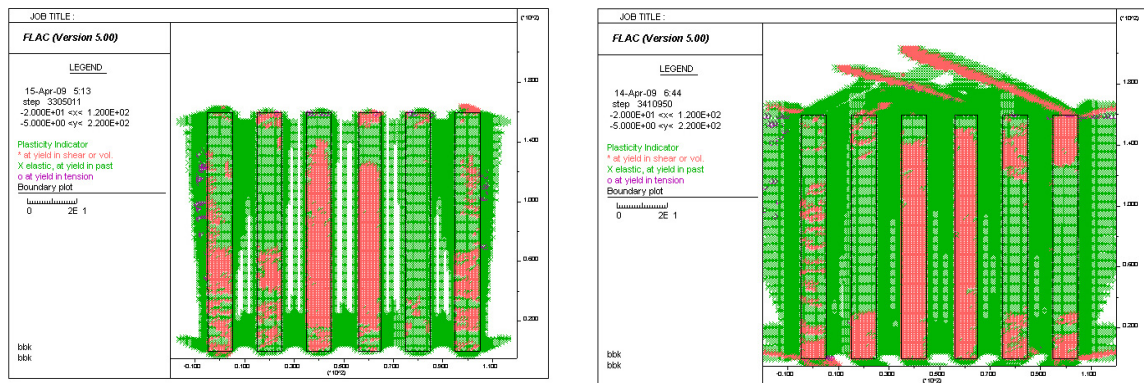 JOB TITLE :
FLAC (Version 5.00)
LEGEND
15-Apr-09 5:13
step 3305011
-2.000E+01 <x< 1.200E+02
-5.000E+00 <y< 2.200E+02
Plasticity Indicator
* at yield in shear or vol.
X elastic, at yield in past
o at yield in tension
Boundary plot
0 2E 1
bbk
bbk
(*10^2)
1.800
1.400
1.000
0.600
0.200
-0.100 0.100 0.300 0.500 0.700 0.900 1.100
(*10^2)
JOB TITLE :
FLAC (Version 5.00)
LEGEND
14-Apr-09 6:44
step 3410950
-2.000E+01 <x< 1.200E+02
-5.000E+00 <y< 2.200E+02
Plasticity Indicator
* at yield in shear or vol.
X elastic, at yield in past
o at yield in tension
Boundary plot
0 2E 1
bbk
bbk
(*10^2)
1.800
1.400
1.000
0.600
0.200
-0.100 0.100 0.300 0.500 0.700 0.900 1.100
(*10^2)